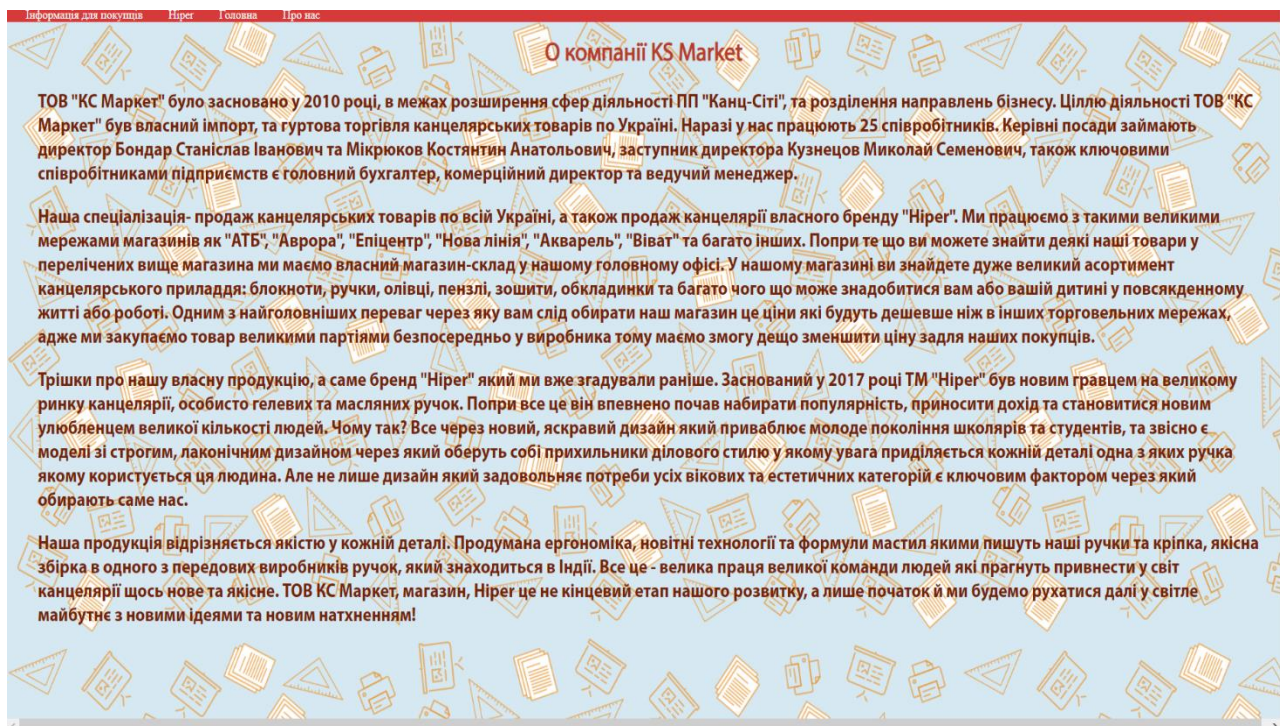 Інформація для покупців Hiper Головна Про нас
О компанії KS Market
ТОВ "КС Маркет" було засновано у 2010 році, в межах розширення сфер діяльності ПП "Канц-Сіті", та розділення направлень бізнесу. Ціллю діяльності ТОВ "КС
Маркет" був власний імпорт, та гуртова торгівля канцелярських товарів по Україні. Наразі у нас працюють 25 співробітників. Керівні посади займають
директор Бондар Станіслав Іванович та Мікрюков Костянтин Анатольович, заступник директора Кузнецов Миколай Семенович, також ключовими
співробітниками підприємств є головний бухгалтер, комерційний директор та ведучий менеджер.
Наша спеціалізація- продаж канцелярських товарів по всій Україні, а також продаж канцелярії власного бренду "Hiper". Ми працюємо з такими великими
мережами магазинів як "АТБ", "Аврора", "Епіцентр", "Нова лінія", "Акварель", "Віват" та багато інших. Попри те що ви можете знайти деякі наші товари у
перелічених вище магазина ми маємо власний магазин-склад у нашому головному офісі. У нашому магазині ви знайдете дуже великий асортимент
канцелярського приладдя: блокноти, ручки, олівці, пензлі, зошити, обкладинки та багато чого що може знадобитися вам або вашій дитині у повсякденному
житті або роботі. Одним з найголовніших переваг через яку вам слід обирати наш магазин це ціни які будуть дешевше ніж в інших торговельних мережах,
адже ми закупаємо товар великими партіями безпосередньо у виробника тому маємо змогу дещо зменшити ціну задля наших покупців.
Трішки про нашу власну продукцію, а саме бренд "Hiper" який ми вже згадували раніше. Заснований у 2017 році ТМ "Hiper" був новим гравцем на великому
ринку канцелярії, особисто гелевих та масляних ручок. Попри все це він впевнено почав набирати популярність, приносити дохід та становитися новим
улюбленцем великої кількості людей. Чому так? Все через новий, яскравий дизайн який приваблює молоде покоління школярів та студентів, та звісно є
моделі зі строгим, лаконічним дизайном через який оберуть собі прихильники ділового стилю у якому увага приділяється кожній деталі одна з яких ручка
якому користується ця людина. Але не лише дизайн який задовольняє потреби усіх вікових та естетичних категорій є ключовим фактором через який
обирають саме нас.
Наша продукція відрізняється якістю у кожній деталі. Продумана ергономіка, новітні технології та формули мастил якими пишуть наші ручки та кріпка, якісна
збірка в одного з передових виробників ручок, який знаходиться в Індії. Все це - велика праця великої команди людей які прагнуть привнести у світ
канцелярії щось нове та якісне. ТОВ КС Маркет, магазин, Hiper це не кінцевий етап нашого розвитку, а лише початок й ми будемо рухатися далі у світле
майбутнє з новими ідеями та новим натхненням!